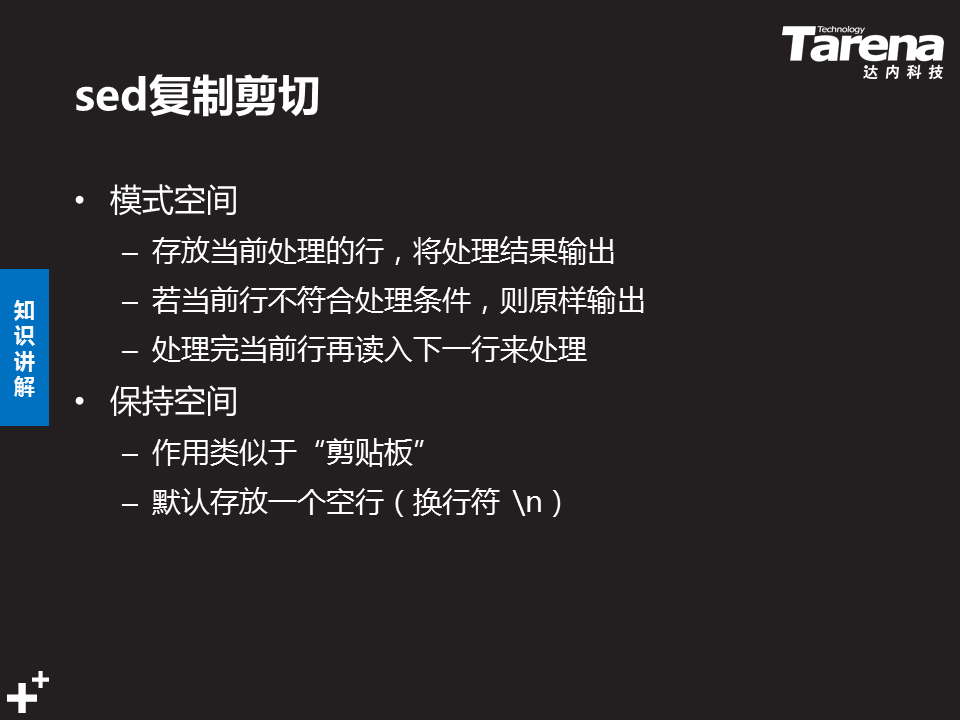 Technology
Tarena
达内科技
sed复制剪切
• 模式空间
– 存放当前处理的行，将处理结果输出
– 若当前行不符合处理条件，则原样输出
– 处理完当前行再读入下一行来处理
• 保持空间
– 作用类似于“剪贴板”
– 默认存放一个空行（换行符 \n）
知识讲解